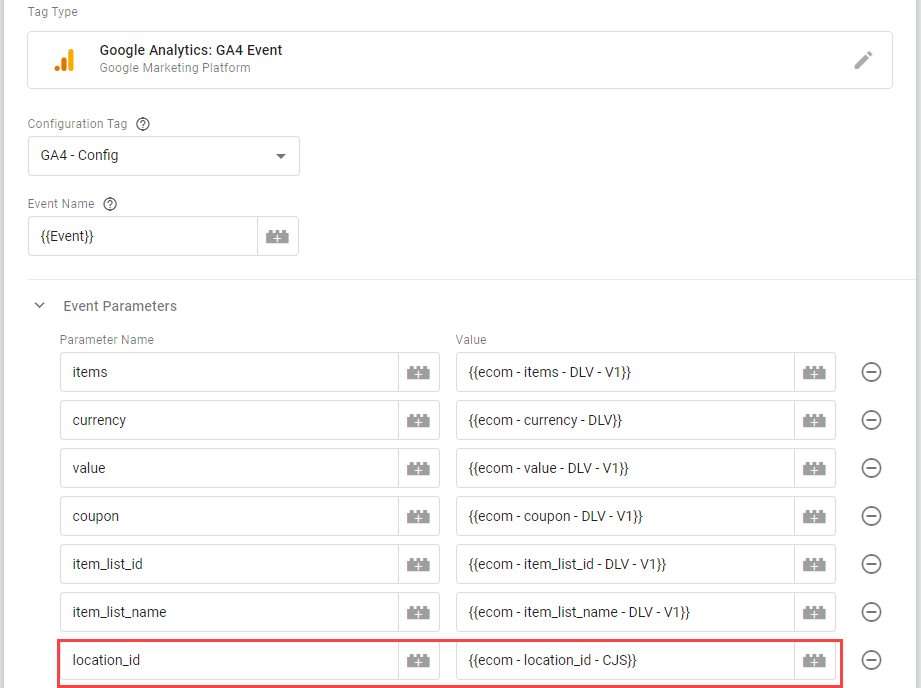 Tag Type
Google Analytics: GA4 Event
Google Marketing Platform
Configuration Tag
GA4 - Config
Event Name
{{Event}}
Event Parameters
Parameter Name Value
items {{ecom - items - DLV - V1}}
currency {{ecom - currency - DLV}}
value {{ecom - value - DLV - V1}}
coupon {{ecom - coupon - DLV - V1}}
item_list_id {{ecom - item_list_id - DLV - V1}}
item_list_name {{ecom - item_list_name - DLV - V1}}
location_id {{ecom - location_id - CJS}}